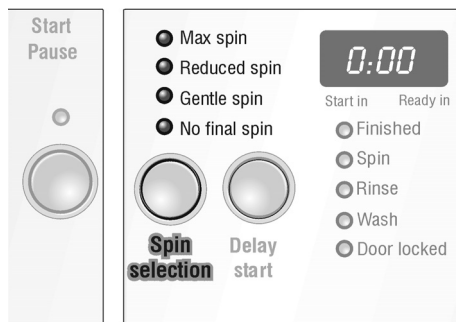 Start
Pause
Max spin
Reduced spin
Gentle spin
No final spin
Spin
selection
Delay
start
0:00
Start in Ready in
Finished
Spin
Rinse
Wash
Door locked